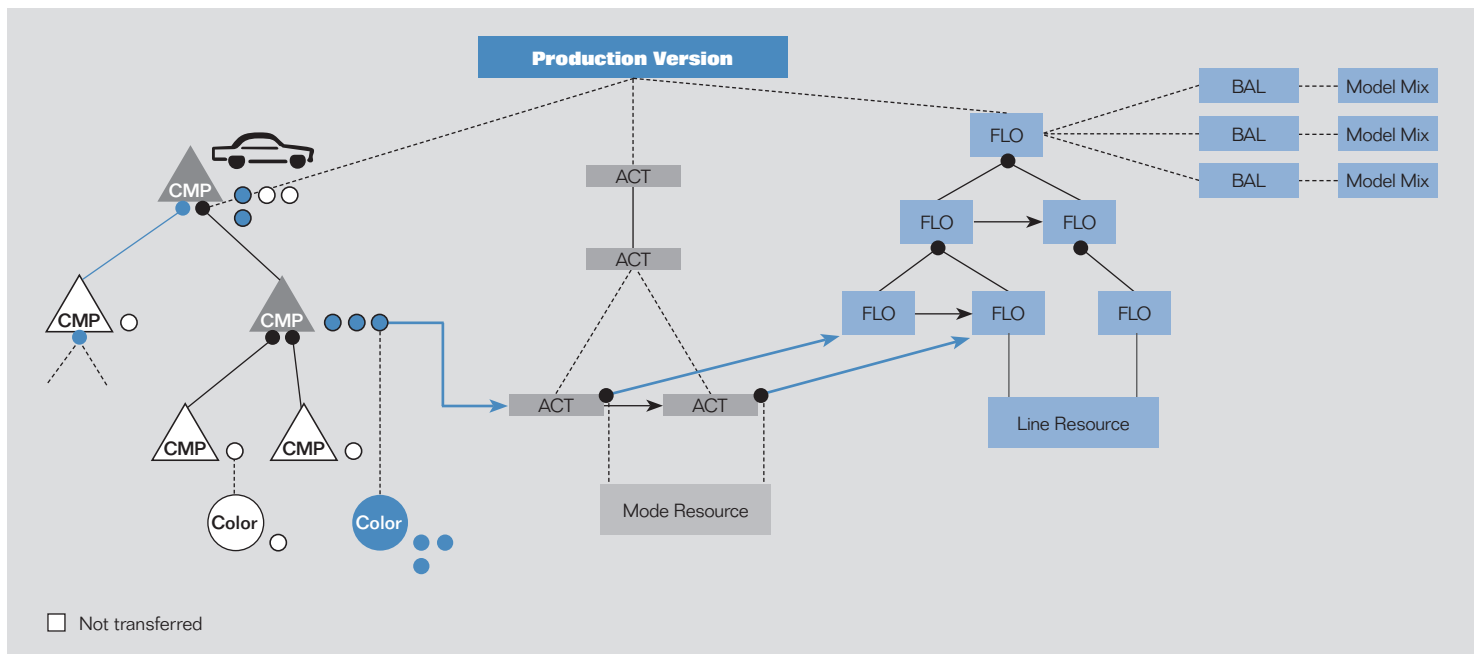 Production Version
BAL
Model Mix
FLO
BAL
Model Mix
CMP
ACT
BAL
Model Mix
FLO
FLO
ACT
CMP
CMP
FLO
FLO
FLO
ACT
ACT
Line Resource
CMP
CMP
Color
Color
Mode Resource
Not transferred